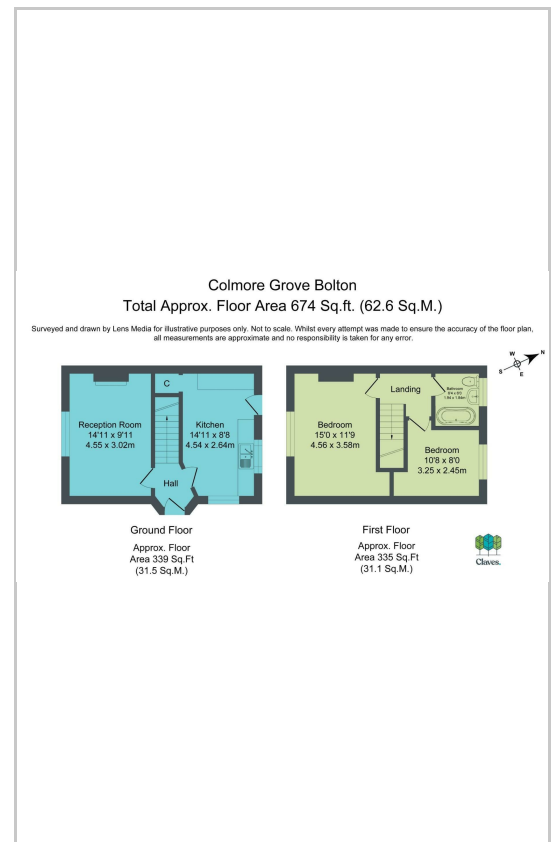 Colmore Grove Bolton
Total Approx. Floor Area 674 Sq.ft. (62.6 Sq.M.)
Surveyed and drawn by Lens Media for illustrative purposes only. Not to scale. Whilst every attempt was made to ensure the accuracy of the floor plan,
all measurements are approximate and no responsibility is taken for any error.
W
N
S
E
C
Reception Room
14'11 x 9'11
4.55 x 3.02m
Kitchen
14'11 x 8'8
4.54 x 2.64m
Hall
Landing
Bathroom
Bedroom
15'0 x 11'9
4.56 x 3.58m
Bedroom
10'8 x 8'0
3.25 x 2.45m
Ground Floor
Approx. Floor
Area 339 Sq.Ft
(31.5 Sq.M.)
First Floor
Approx. Floor
Area 335 Sq.Ft
(31.1 Sq.M.)
Claves.